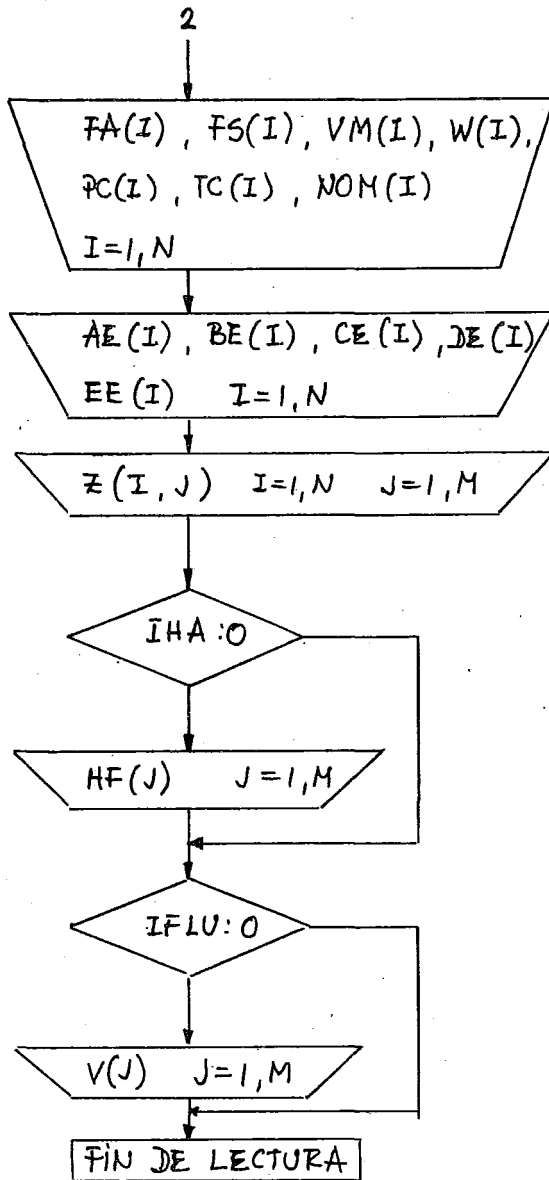 2
FA(I) , FS(I) , VM(I), W(I),
PC(I) , TC(I) , NOM(I)
I=1, N
AE(I) , BE(I) , CE(I) , DE(I)
EE(I) I=1, N
Z(I, J) I=1, N J=1, M
IHA:0
HF(J) J=1, M
IFLU:0
V(J) J=1, M
FIN DE LECTURA